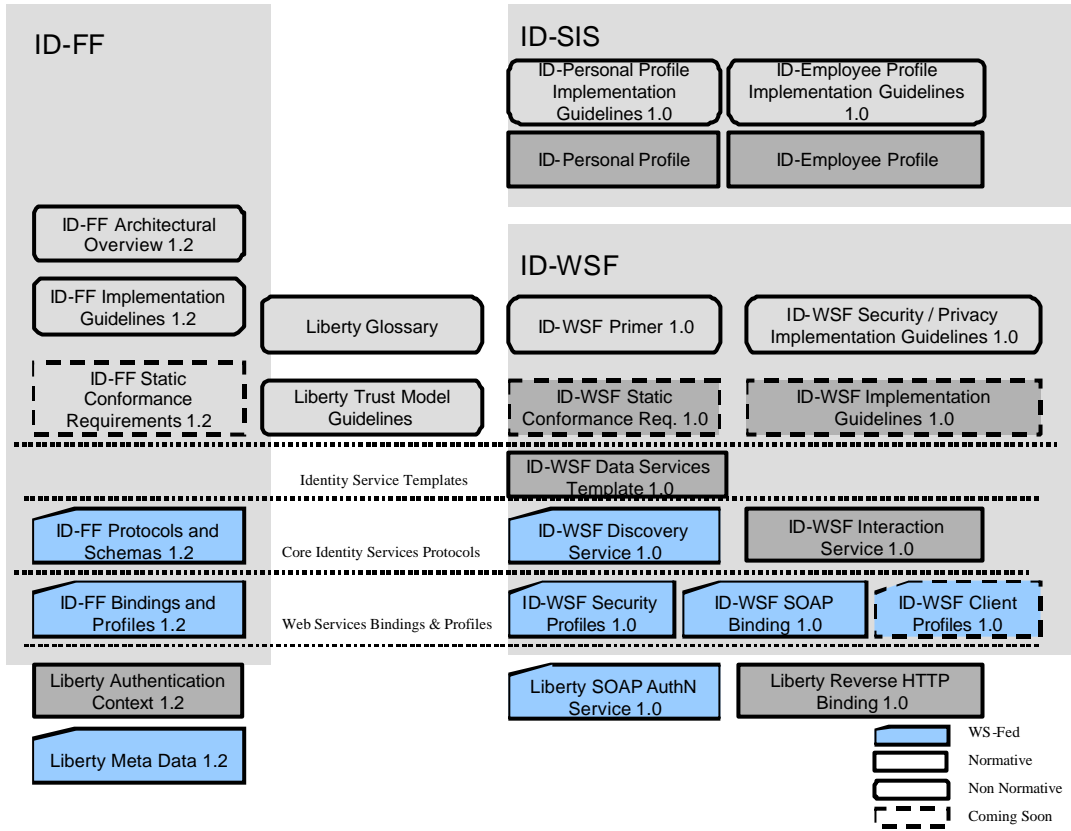 ID-FF
ID-SIS
ID-Personal Profile
Implementation
Guidelines 1.0
ID-Employee Profile
Implementation Guidelines
1.0
ID-Personal Profile
ID-Employee Profile
ID-FF Architectural
Overview 1.2
ID-WSF
ID-FF Implementation
Guidelines 1.2
Liberty Glossary
ID-WSF Primer 1.0
ID-WSF Security / Privacy
Implementation Guidelines 1.0
ID-FF Static
Conformance
Requirements 1.2
Liberty Trust Model
Guidelines
ID-WSF Static
Conformance Req. 1.0
ID-WSF Implementation
Guidelines 1.0
Identity Service Templates
ID-WSF Data Services
Template 1.0
ID-FF Protocols and
Schemas 1.2
Core Identity Services Protocols
ID-WSF Discovery
Service 1.0
ID-WSF Interaction
Service 1.0
ID-FF Bindings and
Profiles 1.2
Web Services Bindings & Profiles
ID-WSF Security
Profiles 1.0
ID-WSF SOAP
Binding 1.0
ID-WSF Client
Profiles 1.0
Liberty Authentication
Context 1.2
Liberty SOAP AuthN
Service 1.0
Liberty Reverse HTTP
Binding 1.0
Liberty Meta Data 1.2
WS-Fed
Normative
Non Normative
Coming Soon